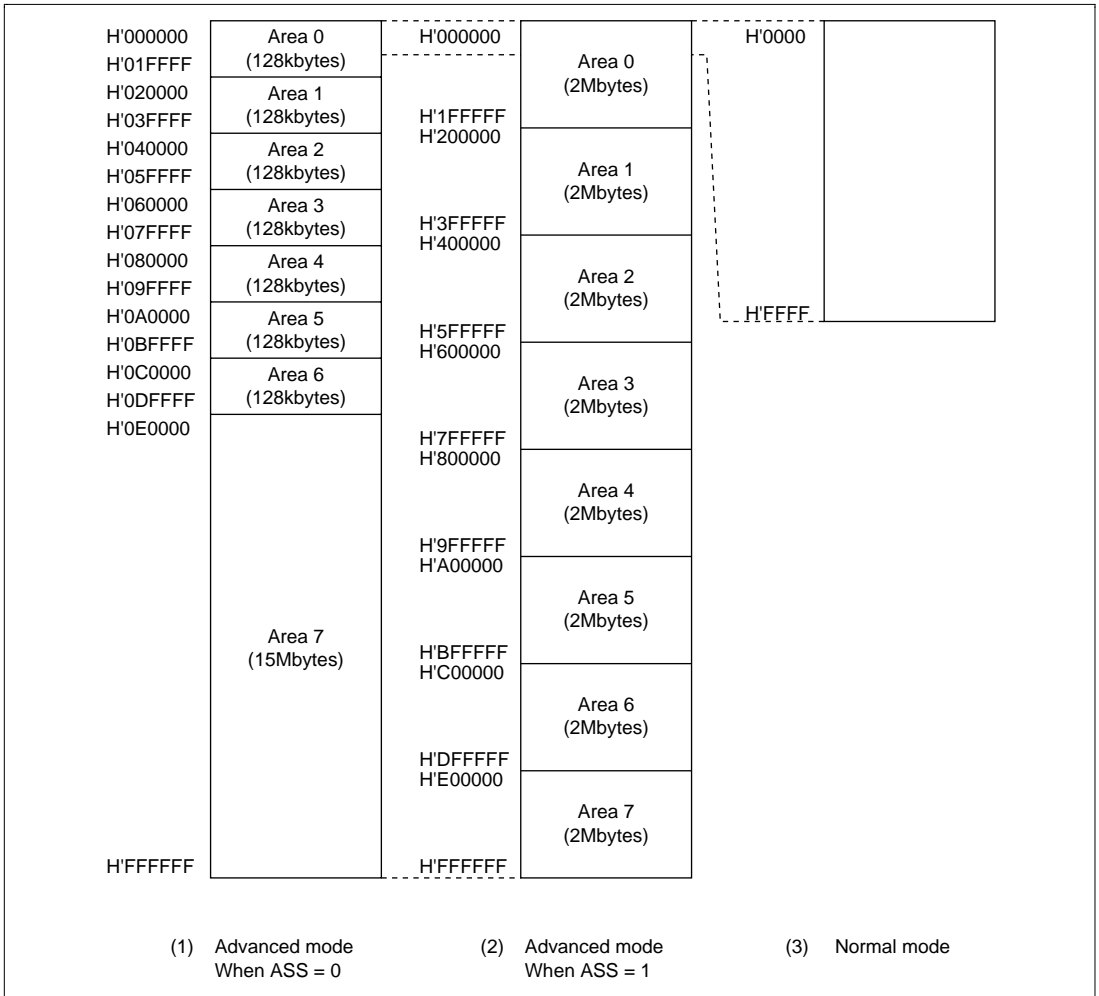 H'000000
H'01FFFF
H'020000
H'03FFFF
H'040000
H'05FFFF
H'060000
H'07FFFF
H'080000
H'09FFFF
H'0A0000
H'0BFFFF
H'0C0000
H'0DFFFF
H'0E0000
H'FFFFFF
Area 0
(128kbytes)
Area 1
(128kbytes)
Area 2
(128kbytes)
Area 3
(128kbytes)
Area 4
(128kbytes)
Area 5
(128kbytes)
Area 6
(128kbytes)
Area 7
(15Mbytes)
H'000000
H'1FFFFF
H'200000
H'3FFFFF
H'400000
H'5FFFFF
H'600000
H'7FFFFF
H'800000
H'9FFFFF
H'A00000
H'BFFFFF
H'C00000
H'DFFFFF
H'E00000
H'FFFFFF
Area 0
(2Mbytes)
Area 1
(2Mbytes)
Area 2
(2Mbytes)
Area 3
(2Mbytes)
Area 4
(2Mbytes)
Area 5
(2Mbytes)
Area 6
(2Mbytes)
Area 7
(2Mbytes)
H'0000
H'FFFF
(1) Advanced mode
When ASS = 0
(2) Advanced mode
When ASS = 1
(3) Normal mode